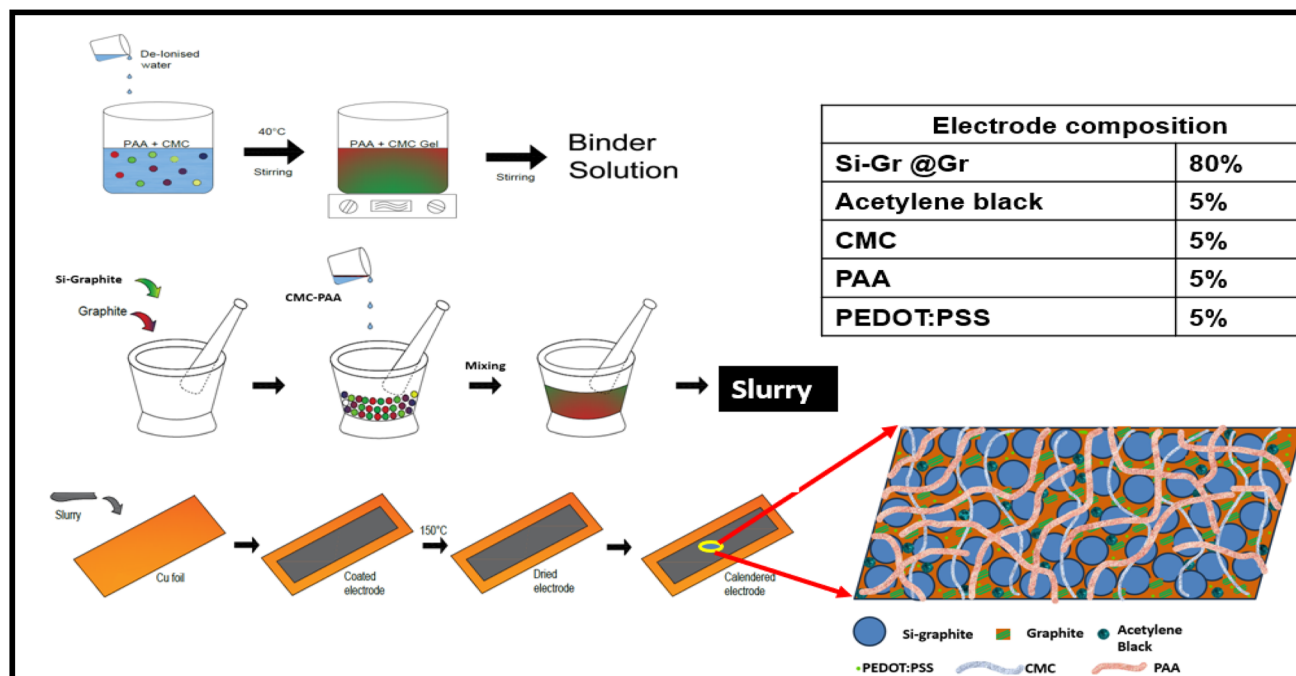 De-Ionised
water
PAA + CMC
40°C
Stirring
PAA + CMC Gel
Stirring
Binder
Solution
Electrode composition
Si-Gr @Gr 80%
Acetylene black 5%
CMC 5%
PAA 5%
PEDOT:PSS 5%
Si-Graphite
Graphite
CMC-PAA
Mixing
Slurry
Slurry
Cu foil
Coated
electrode
150°C
Dried
electrode
Calendered
electrode
Si-graphite
Graphite
Acetylene
Black
PEDOT:PSS
CMC
PAA